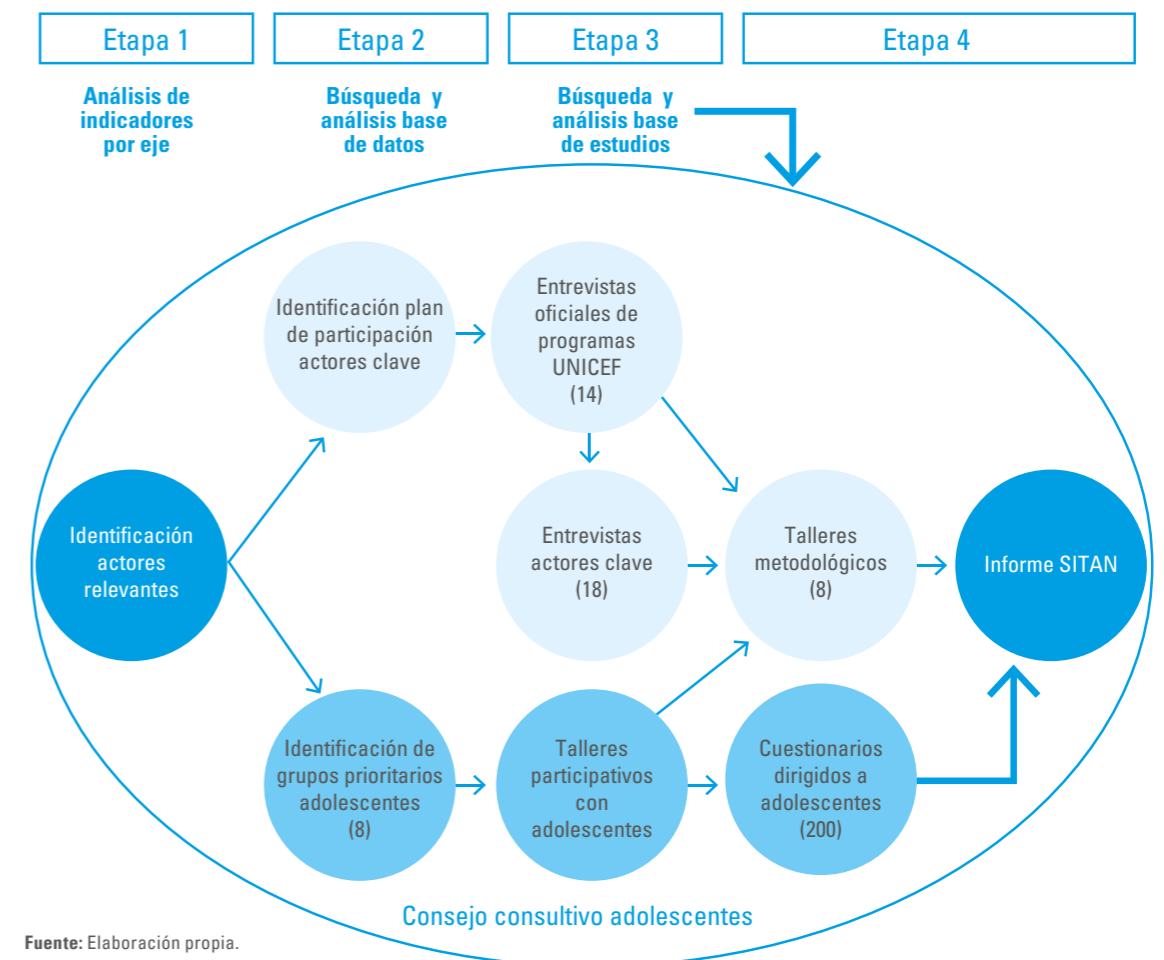 Etapa 1
Etapa 2
Etapa 3
Etapa 4
Análisis de
indicadores
por eje
Búsqueda y
análisis base
de datos
Búsqueda y
análisis base
de estudios
Identificación plan
de participación
actores clave
Entrevistas
oficiales de
programas
UNICEF
(14)
Identificación
actores
relevantes
Entrevistas
actores clave
(18)
Talleres
metodológicos
(8)
Informe SITAN
Identificación de
grupos prioritarios
adolescentes
(8)
Talleres
participativos
con
adolescentes
Cuestionarios
dirigidos a
adolescentes
(200)
Consejo consultivo adolescentes
Fuente: Elaboración propia.